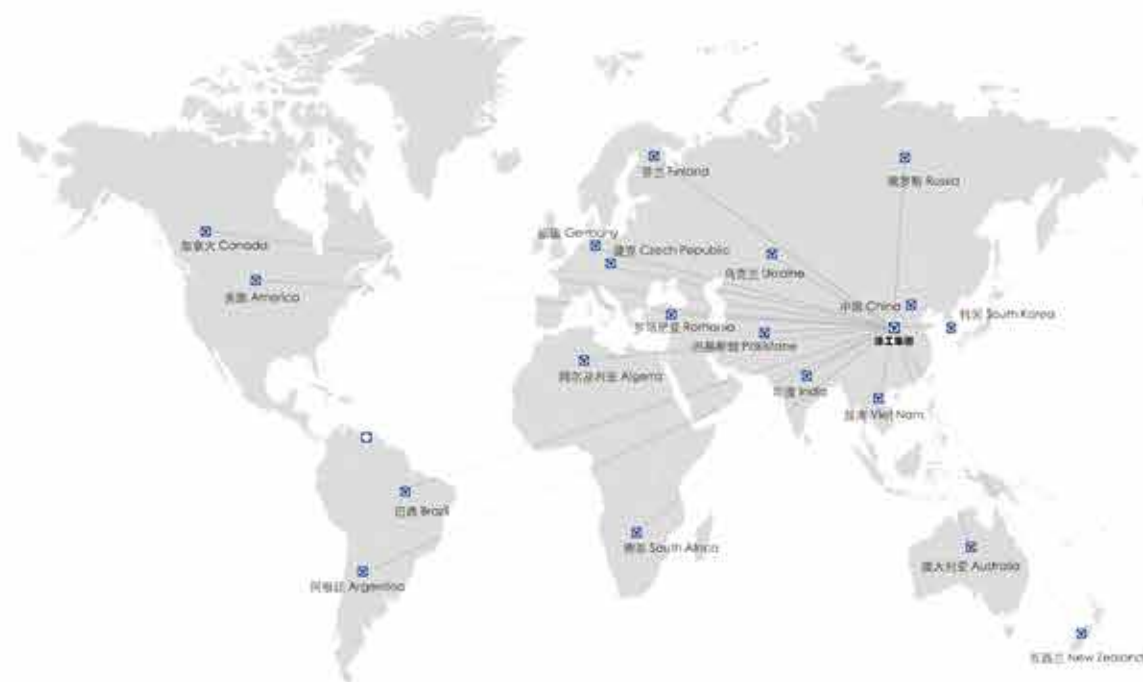 芬兰 Finland
俄罗斯 Russia
加拿大 Canada
德国 Germany
捷克 Czech Pepublic
乌克兰 Ukraine
美国 America
中国 China
韩国 South Korea
罗马尼亚 Romania
巴基斯坦 Pakistane
阿尔及利亚 Algeria
印度 India
越南 Viet Nam
巴西 Brazil
南非 South Africa
澳大利亚 Australia
阿根廷 Argentina
新西兰 New Zealand